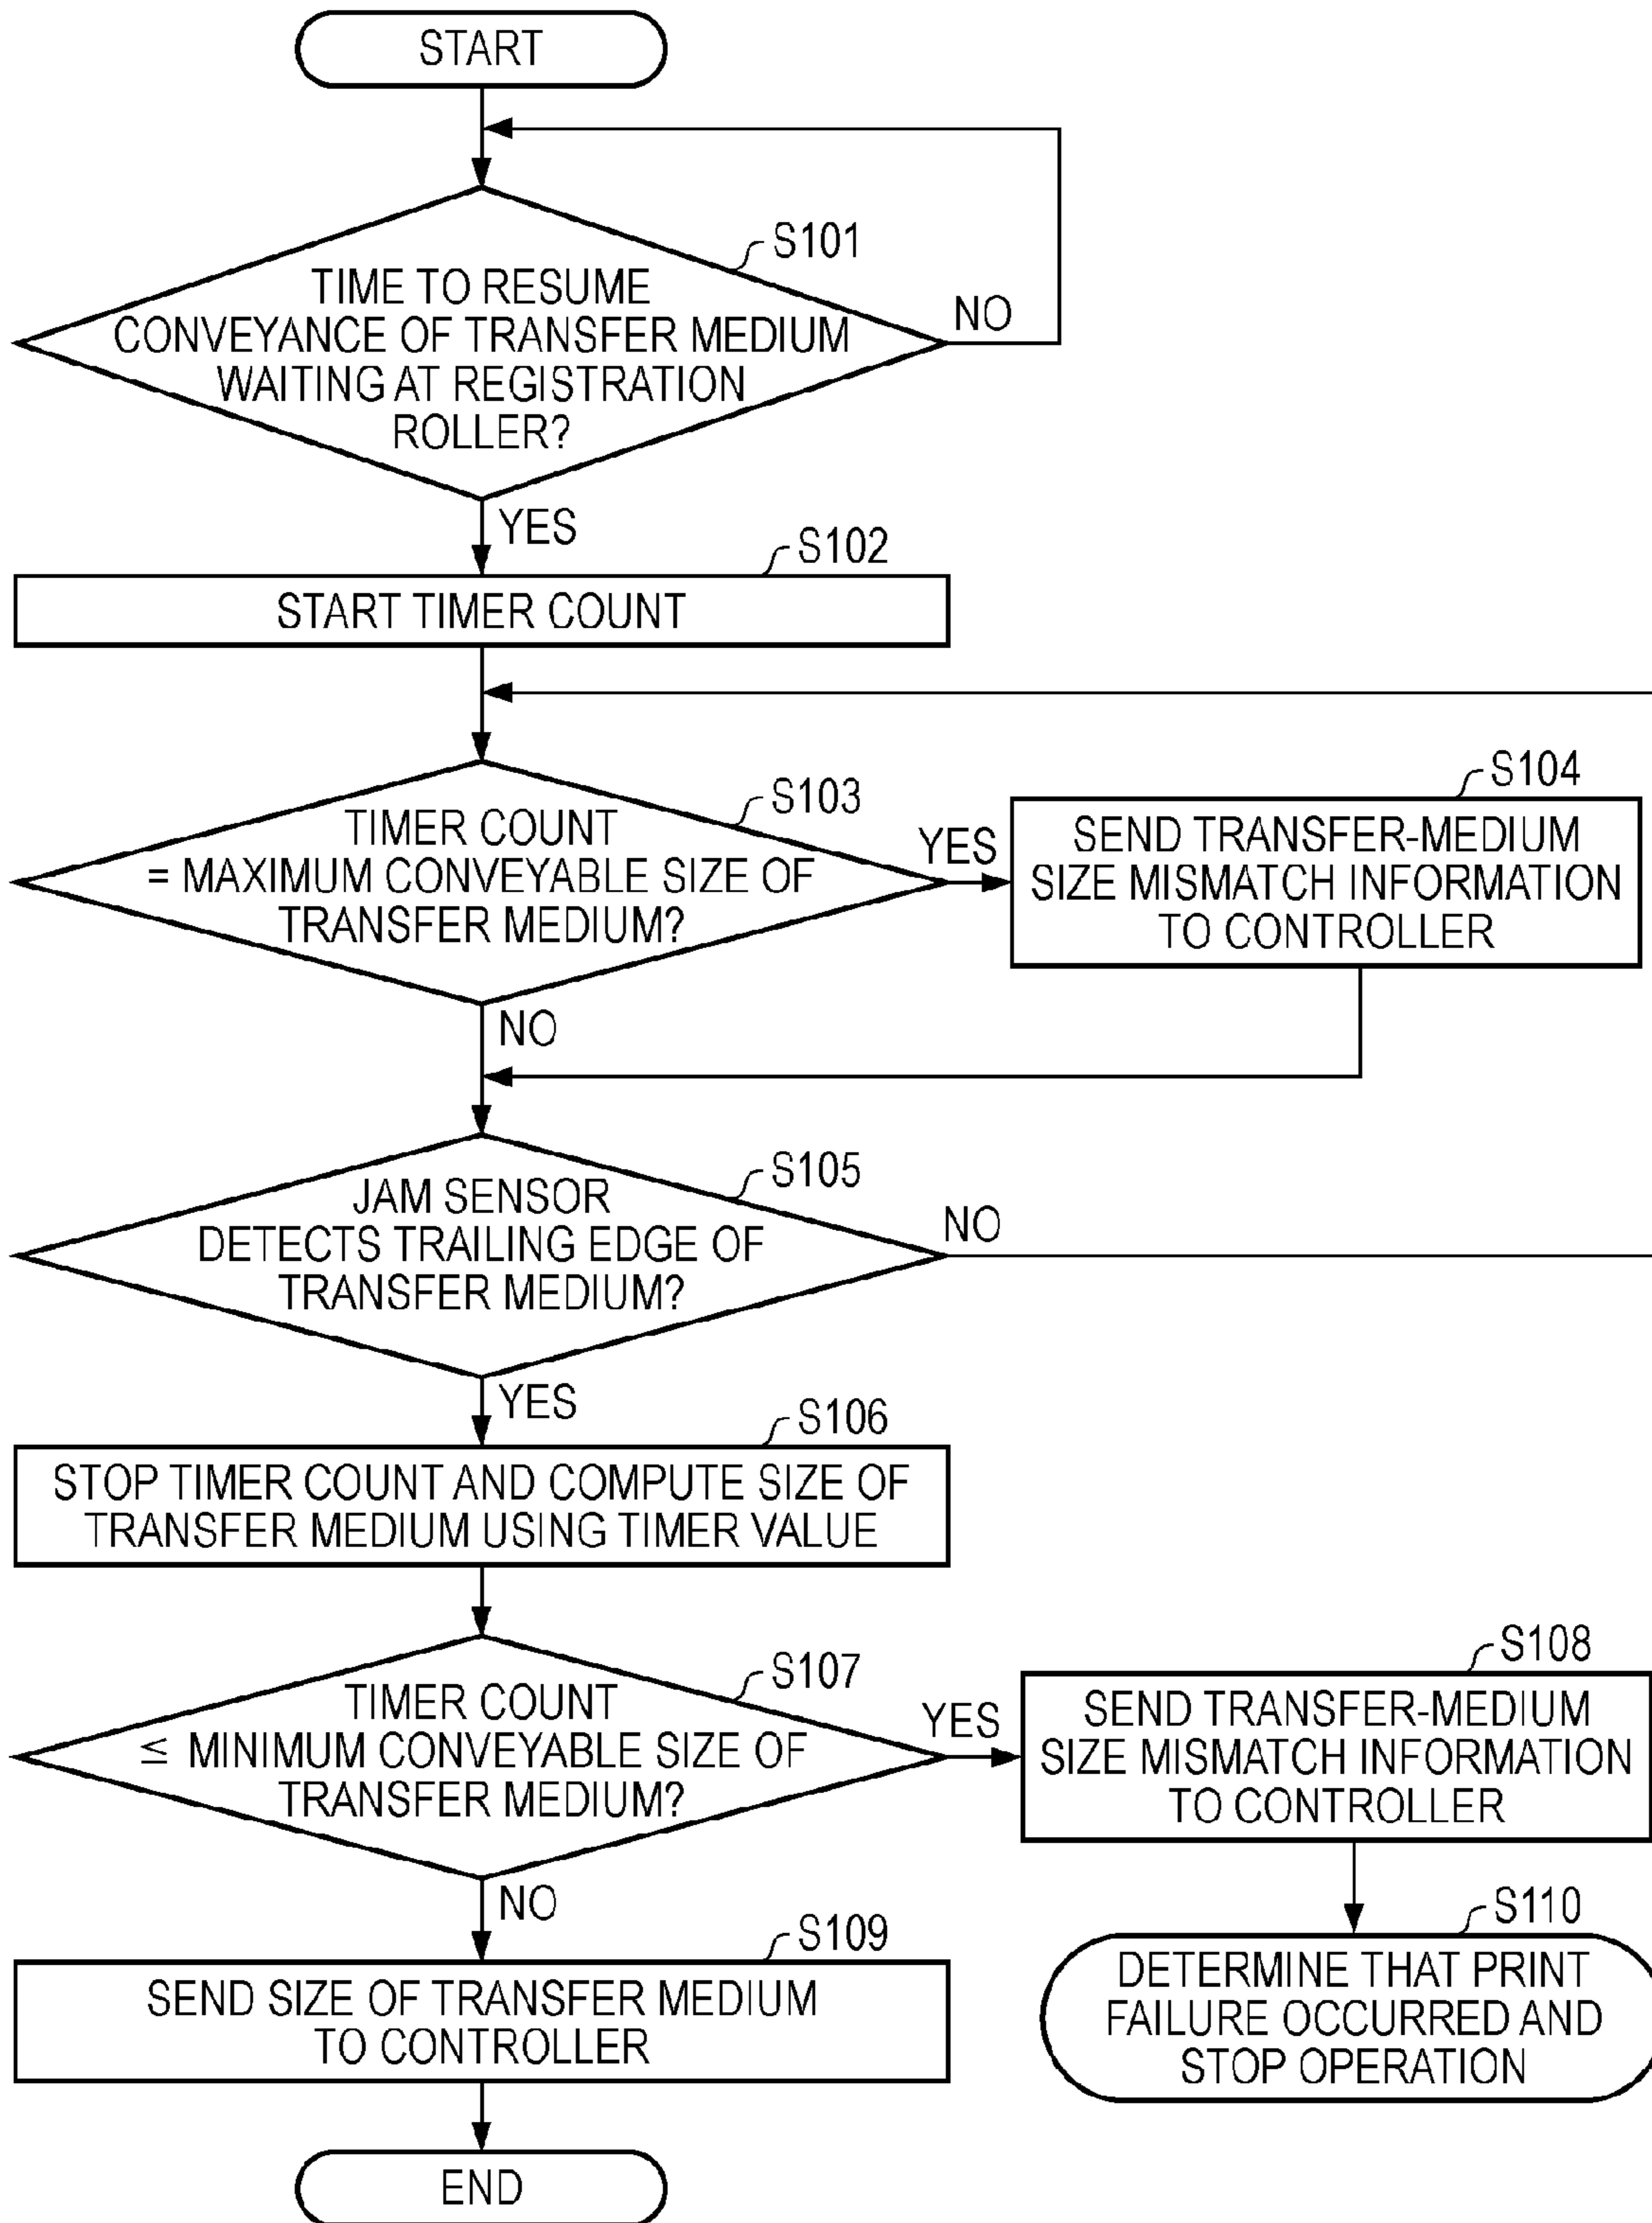 START
S101
TIME TO RESUME
CONVEYANCE OF TRANSFER MEDIUM
WAITING AT REGISTRATION
ROLLER?
NO
YES
S102
START TIMER COUNT
S103
TIMER COUNT
= MAXIMUM CONVEYABLE SIZE OF
TRANSFER MEDIUM?
YES
S104
SEND TRANSFER-MEDIUM
SIZE MISMATCH INFORMATION
TO CONTROLLER
NO
S105
JAM SENSOR
DETECTS TRAILING EDGE OF
TRANSFER MEDIUM?
NO
YES
S106
STOP TIMER COUNT AND COMPUTE SIZE OF
TRANSFER MEDIUM USING TIMER VALUE
S107
TIMER COUNT
≤ MINIMUM CONVEYABLE SIZE OF
TRANSFER MEDIUM?
YES
S108
SEND TRANSFER-MEDIUM
SIZE MISMATCH INFORMATION
TO CONTROLLER
NO
S109
SEND SIZE OF TRANSFER MEDIUM
TO CONTROLLER
S110
DETERMINE THAT PRINT
FAILURE OCCURRED AND
STOP OPERATION
END